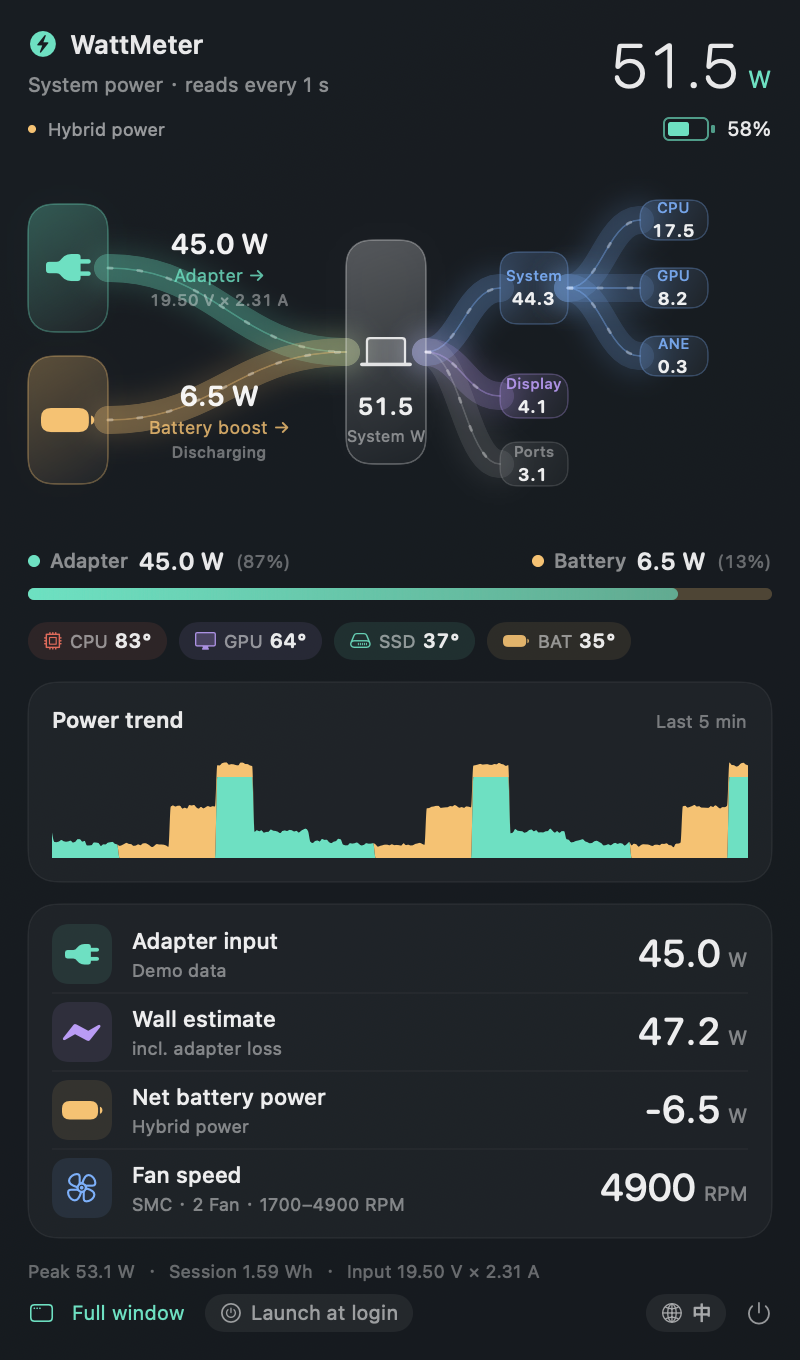 WattMeter
51.5 W
System power · reads every 1 s
Hybrid power
58%
45.0 W
Adapter →
19.50 V × 2.31 A
6.5 W
Battery boost →
Discharging
51.5
System W
System
44.3
Display
4.1
Ports
3.1
CPU
17.5
GPU
8.2
ANE
0.3
Adapter 45.0 W (87%)
Battery 6.5 W (13%)
CPU 83°
GPU 64°
SSD 37°
BAT 35°
Power trend
Last 5 min
Adapter input
Demo data
45.0 W
Wall estimate
incl. adapter loss
47.2 W
Net battery power
Hybrid power
-6.5 W
Fan speed
SMC · 2 Fan · 1700–4900 RPM
4900 RPM
Peak 53.1 W · Session 1.59 Wh · Input 19.50 V × 2.31 A
Full window
Launch at login
中